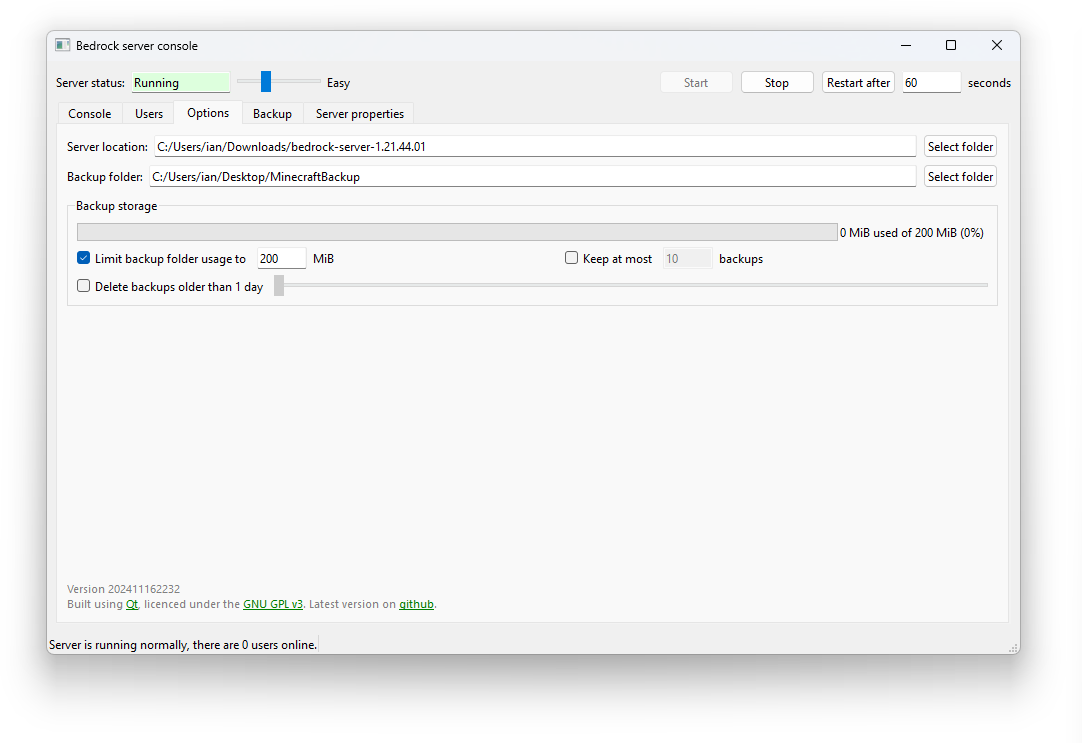 Bedrock server console
Server status: Running Easy Start Stop Restart after 60 seconds
Console Users Options Backup Server properties
Server location: C:/Users/ian/Downloads/bedrock-server-1.21.44.01 Select folder
Backup folder: C:/Users/ian/Desktop/MinecraftBackup Select folder
Backup storage
0 MiB used of 200 MiB (0%)
Limit backup folder usage to 200 MiB Keep at most 10 backups
Delete backups older than 1 day
Version 202411162232
Built using Qt, licenced under the GNU GPL v3. Latest version on github.
Server is running normally, there are 0 users online.